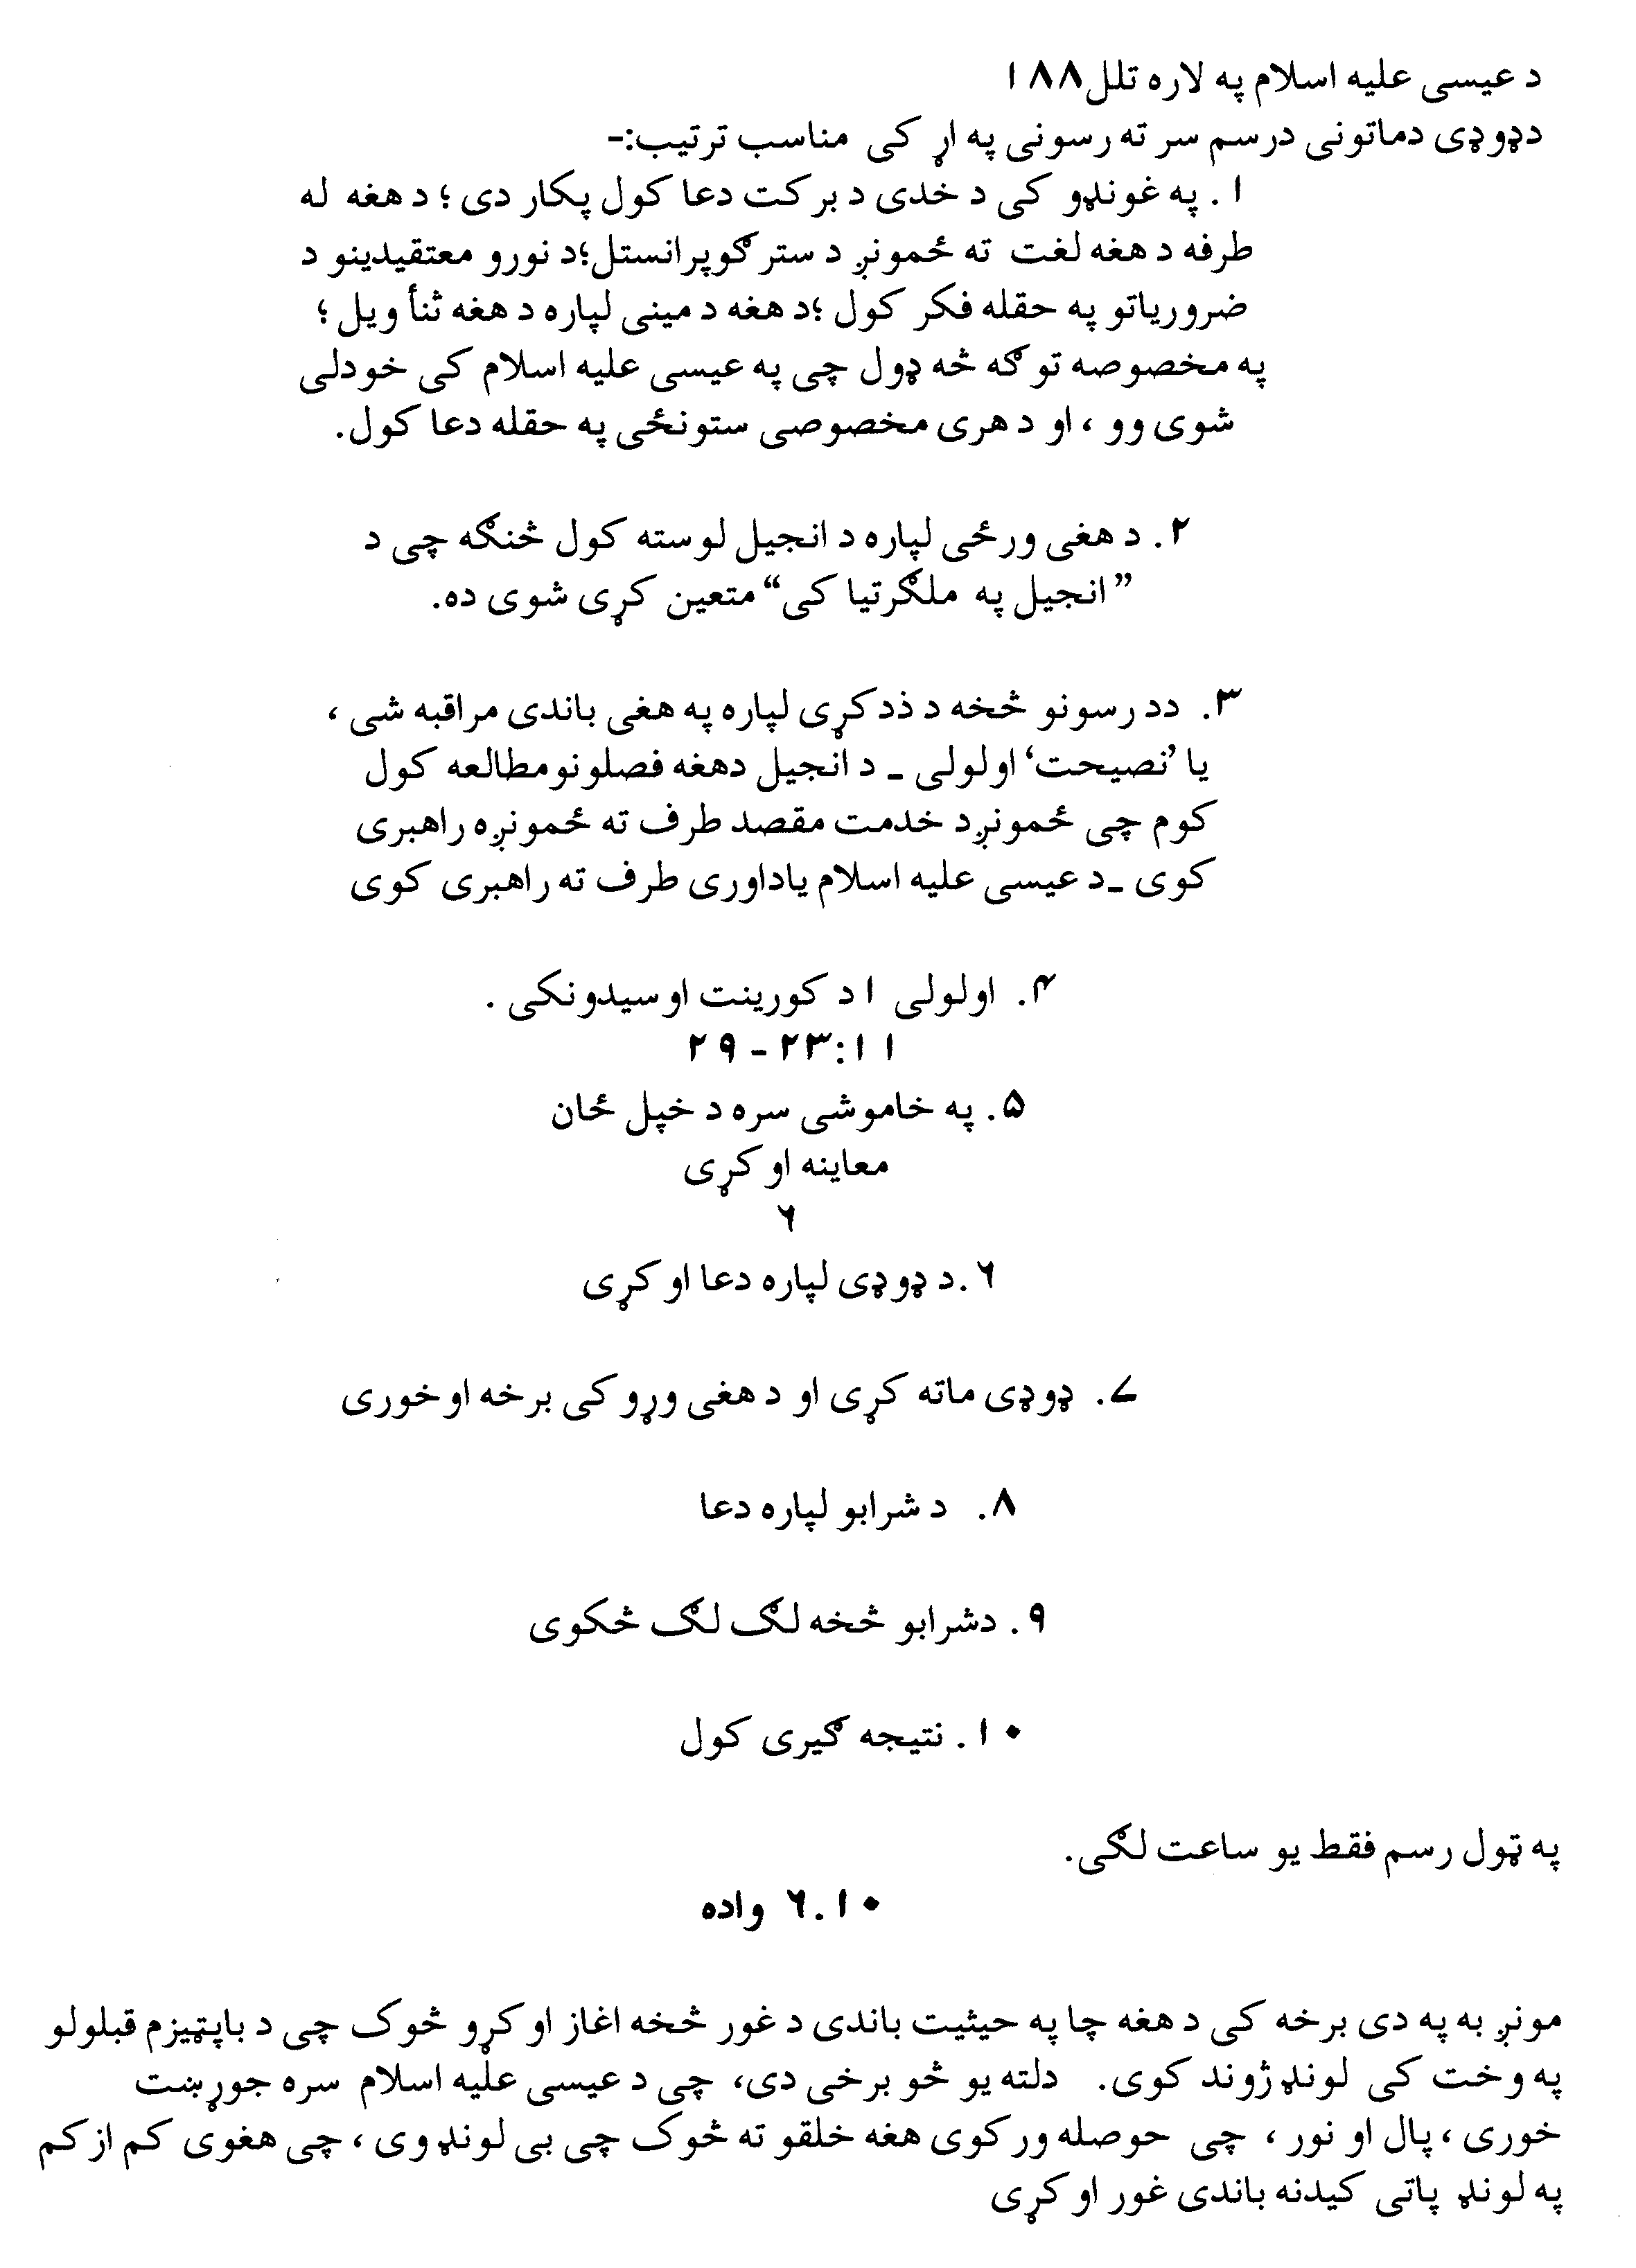 د عیسی علیه اسلام په لاره تلل۱۸۸
دډوډی دماتونی درسم سر ته رسونی په اړ کی مناسب ترتیب:-
۱. په غونډو کی د خدی د برکت دعا کول پکار دی ؛ د هغه له
طرفه د هغه لغت ته ځمونږ د سترګوپرانستل؛د نورو معتقیدینو د
ضروریاتو په حقله فکر کول ؛د هغه د مینی لپاره د هغه ثنأ ویل ؛
په مخصوصه توګه څه ډول چی په عیسی علیه اسلام کی خودلی
شوی وو ، او د هری مخصوصی ستونځی په حقله دعا کول.
۲. د هغی ورځی لپاره د انجیل لوسته کول څنګه چی د
”انجیل په ملګرتیا کی“ متعین کړی شوی ده.
۳. دد رسونو څخه د ذد کړی لپاره په هغی باندی مراقبه شی ،
یا ’نصیحت‘ اولولی ـ د انجیل دهغه فصلونو مطالعه کول
کوم چی ځمونږد خدمت مقصد طرف ته ځمونږه راهبری
کوی ـد عیسی علیه اسلام یاداوری طرف ته راهبری کوی
۴. اولولی ۱ د کورینت اوسیدونکی .
۱۱:۲۳-۲۹
۵. په خاموشی سره د خپل ځان
معاینه او کړی
۶
۶.د ډوډی لپاره دعا او کړی
۷. ډوډی ماته کړی او د هغی وړو کی برخه اوخوری
۸. د شرابو لپاره دعا
۹. دشرابو څخه لګ لګ څکوی
۱۰. نتیجه ګیری کول
په ټول رسم فقط یو ساعت لګی.
۶.۱۰ واده
مونږ به په دی برخه کی د هغه چا په حیثیت باندی د غور څخه اغاز او کړو څوک چی د باپټیزم قبلولو
په وخت کی لونډ ژوند کوی. دلته یو څو برخی دی، چی د عیسی علیه اسلام سره جوړښت
خوری ، پال او نور ، چی حوصله ورکوی هغه خلقو ته څوک چی بی لونډ وی ، چی هغوی کم از کم
په لونډ پاتی کیدنه باندی غور او کړی